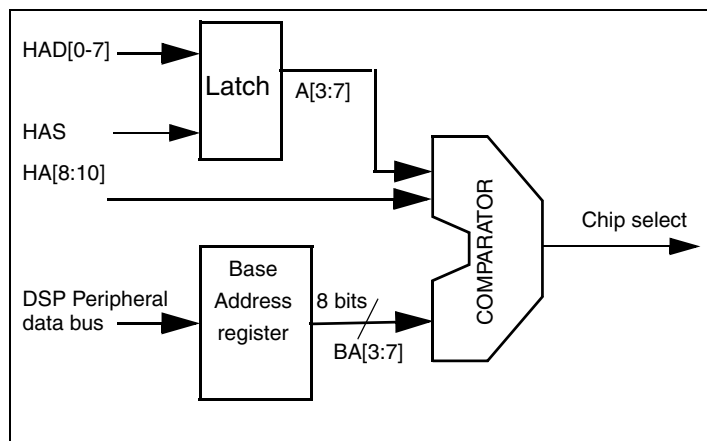 HAD[0-7]
Latch
A[3:7]
HAS
HA[8:10]
COMPARATOR
Chip select
Base
Address
register
DSP Peripheral
data bus
8 bits
BA[3:7]